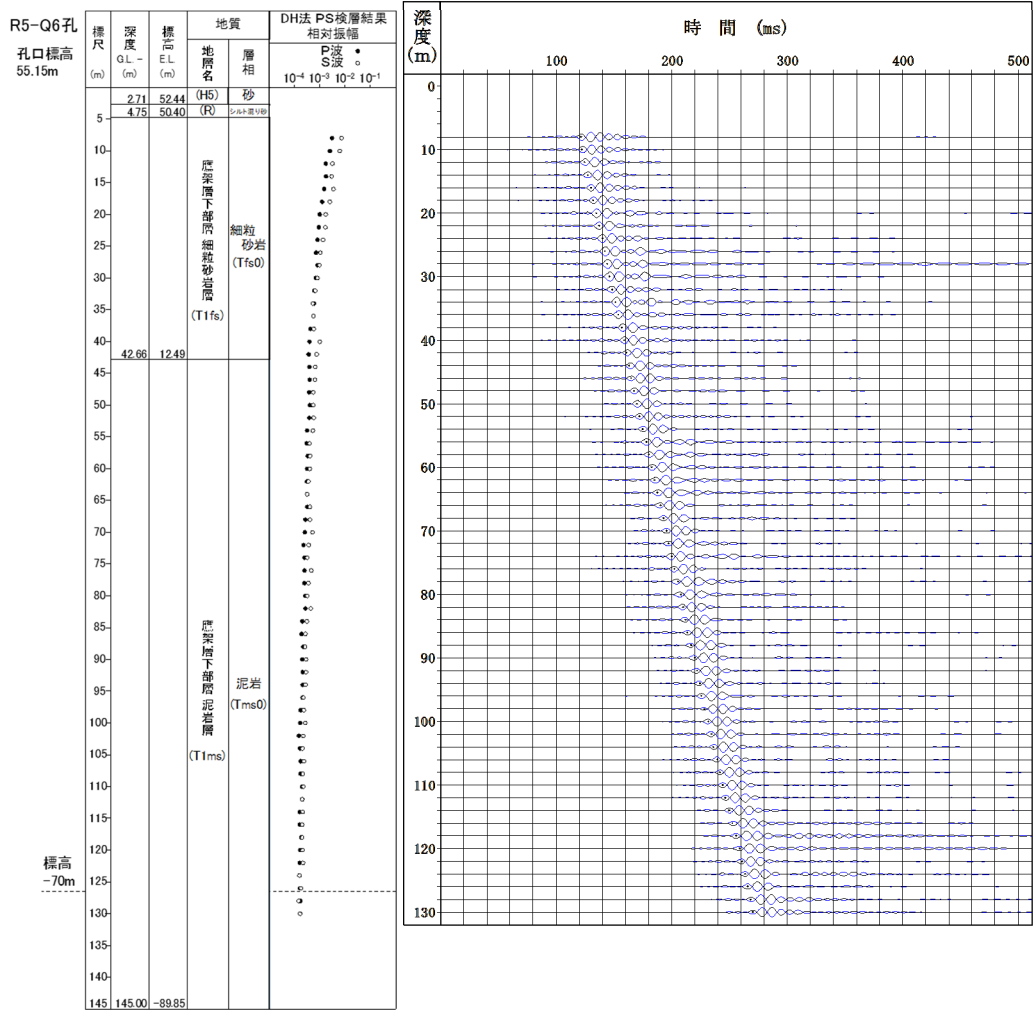 R5-Q6孔
孔口標高
55.15m
標尺
(m)
深度
G.L.-
(m)
標高
E.L.
(m)
地質
地層名
層相
DH法 PS検層結果
相対振幅
P波 ●
S波 ○
10-4 10-3 10-2 10-1
2.71 52.44 (H5) 砂
4.75 50.40 (R) シルト混り砂
5
10
15
20
25
30
35
40
42.66 12.49
45
50
55
60
65
70
75
80
85
90
95
100
105
110
115
120
125
130
135
140
145 145.00 -89.85
鷹架層下部層 細粒砂岩層
(T1fs)
細粒
砂岩
(Tfs0)
鷹架層下部層 泥岩層
(T1ms)
泥岩
(Tms0)
標高
-70m
深度
(m)
時間 (ms)
100 200 300 400 500
0
10
20
30
40
50
60
70
80
90
100
110
120
130